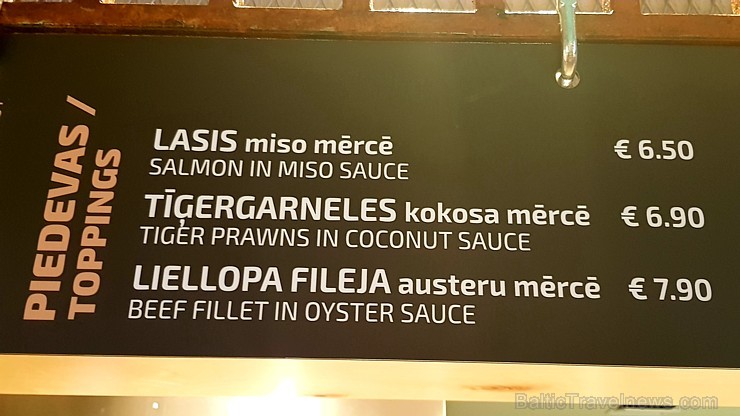 PIEDEVAS /
TOPPINGS
LASIS miso mērcē € 6.50
SALMON IN MISO SAUCE
TĪĢERGARNELES kokosa mērcē € 6.90
TIGER PRAWNS IN COCONUT SAUCE
LIELLOPA FILEJA austeru mērcē € 7.90
BEEF FILLET IN OYSTER SAUCE
BalticTravelnews.com